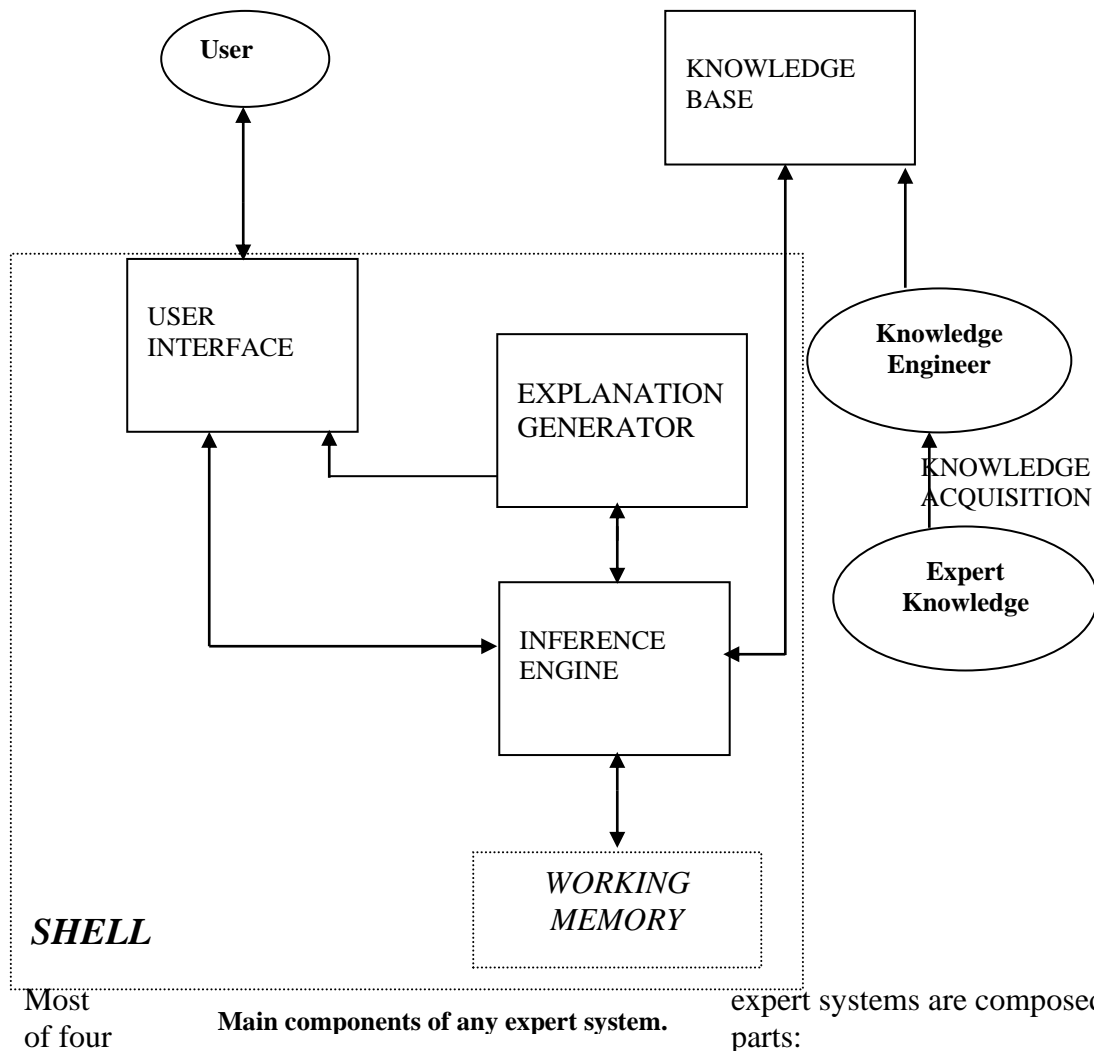 User
KNOWLEDGE
BASE
USER
INTERFACE
EXPLANATION
GENERATOR
Knowledge
Engineer
KNOWLEDGE
ACQUISITION
Expert
Knowledge
INFERENCE
ENGINE
WORKING
MEMORY
SHELL
Most expert systems are composed
of four parts:
Main components of any expert system.